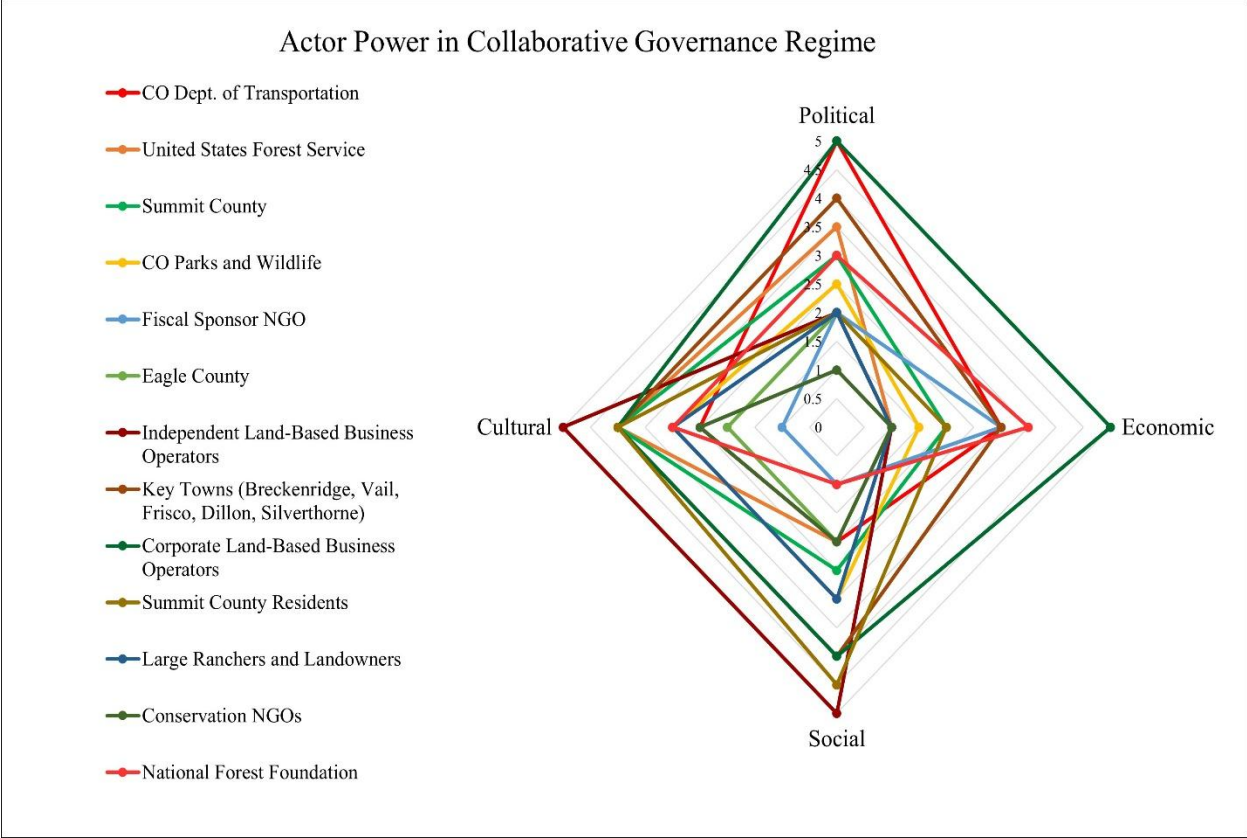 Actor Power in Collaborative Governance Regime
CO Dept. of Transportation
United States Forest Service
Summit County
CO Parks and Wildlife
Fiscal Sponsor NGO
Eagle County
Independent Land-Based Business
Operators
Key Towns (Breckenridge, Vail,
Frisco, Dillon, Silverthorne)
Corporate Land-Based Business
Operators
Summit County Residents
Large Ranchers and Landowners
Conservation NGOs
National Forest Foundation
Political
5
4.5
4
3.5
3
2.5
2
1.5
1
0.5
0
Cultural
Economic
Social